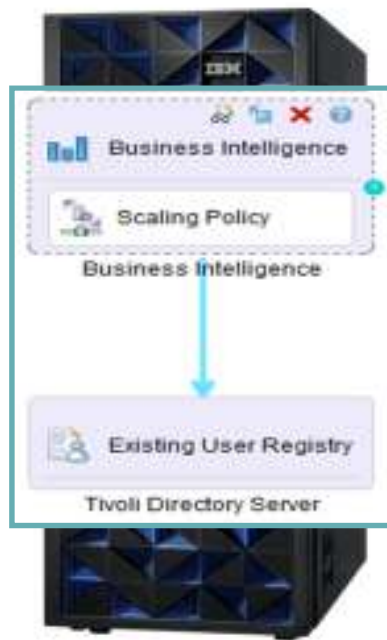 IBM
Business Intelligence
Scaling Policy
Business Intelligence
Existing User Registry
Tivoli Directory Server